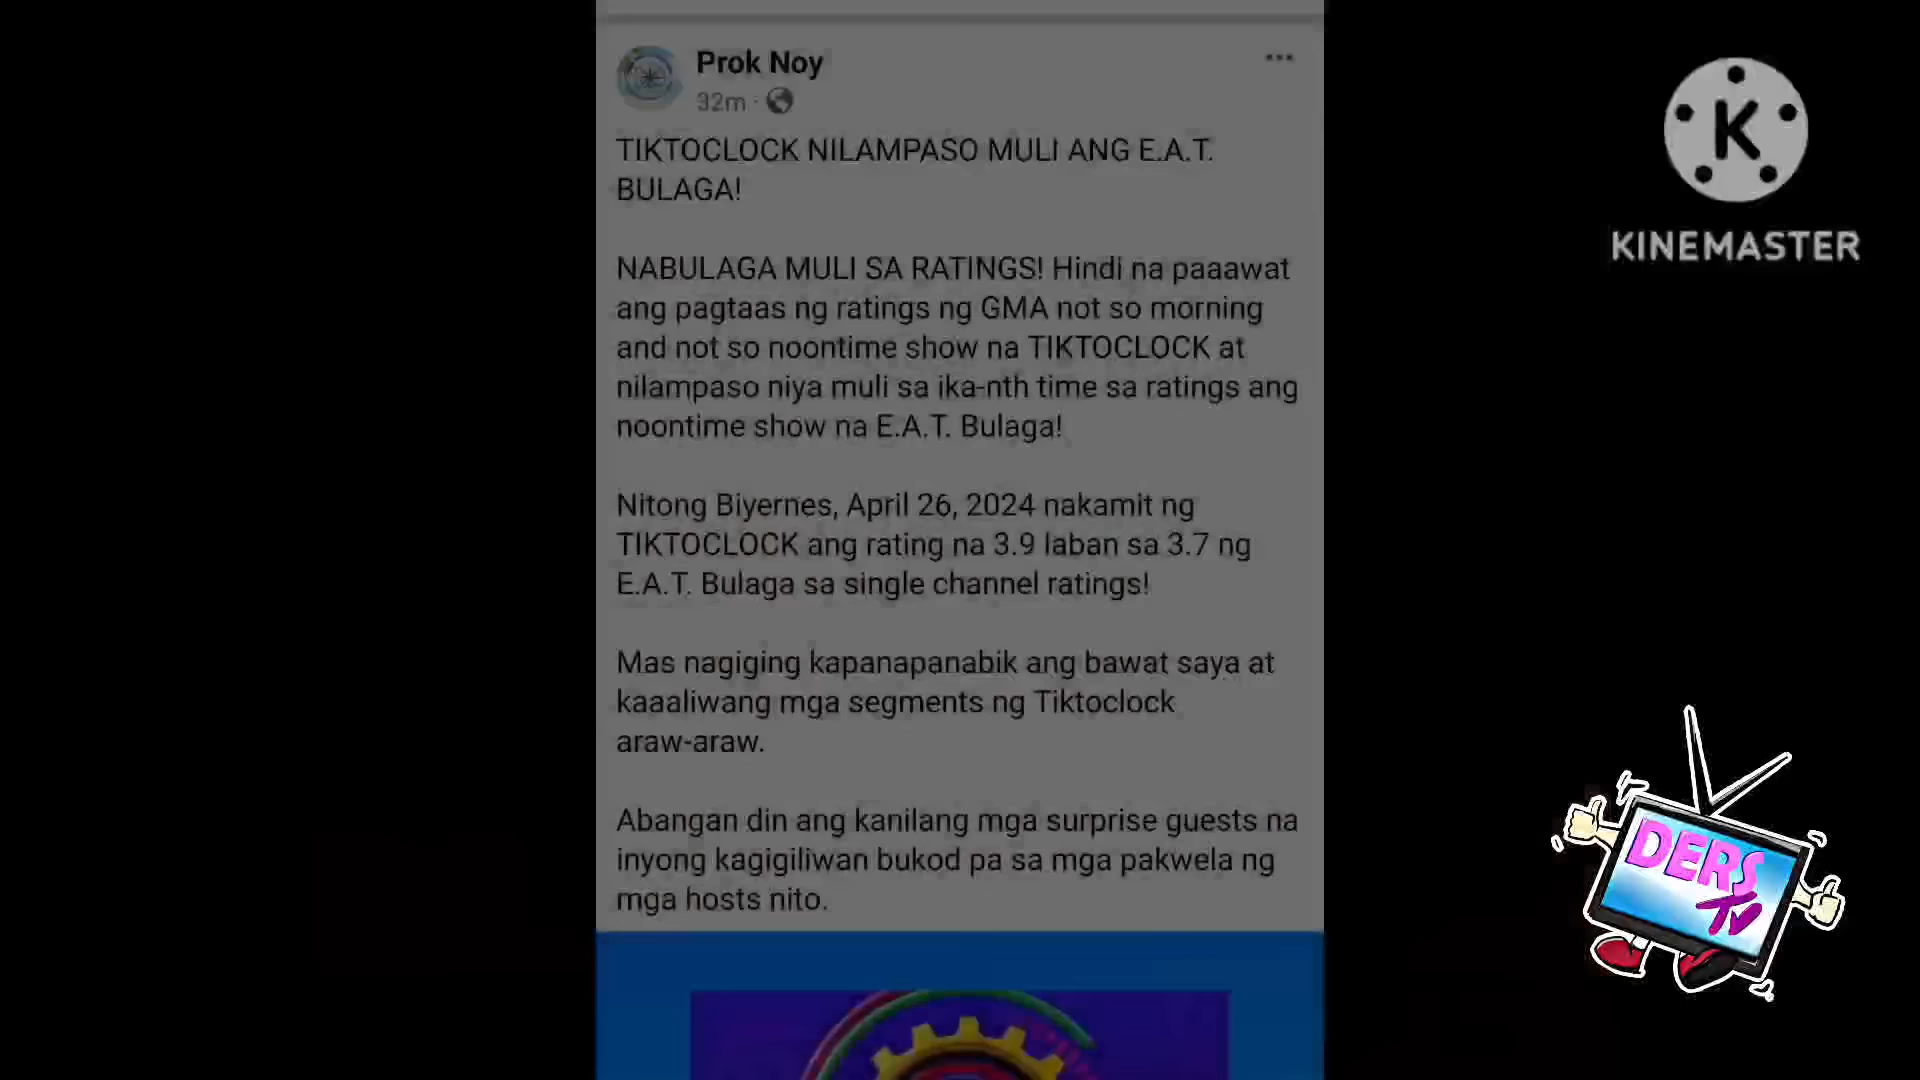 Prok Noy
32m ·
TIKTOCLOCK NILAMPASO MULI ANG E.A.T.
BULAGA!
NABULAGA MULI SA RATINGS! Hindi na paaawat
ang pagtaas ng ratings ng GMA not so morning
and not so noontime show na TIKTOCLOCK at
nilampaso niya muli sa ika-nth time sa ratings ang
noontime show na E.A.T. Bulaga!
Nitong Biyernes, April 26, 2024 nakamit ng
TIKTOCLOCK ang rating na 3.9 laban sa 3.7 ng
E.A.T. Bulaga sa single channel ratings!
Mas nagiging kapanapanabik ang bawat saya at
kaaaliwang mga segments ng Tiktoclock
araw-araw.
Abangan din ang kanilang mga surprise guests na
inyong kagigiliwan bukod pa sa mga pakwela ng
mga hosts nito.
K
KINEMASTER
DERS
TV